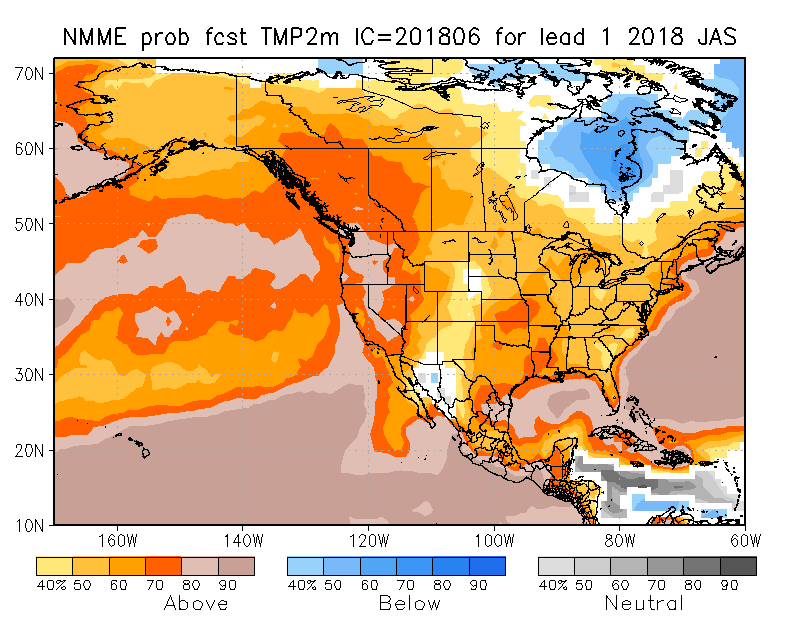 NMME prob fcst TMP2m IC=201806 for lead 1 2018 JAS
70N
60N
50N
40N
30N
20N
10N
160W 140W 120W 100W 80W 60W
40% 50 60 70 80 90 40% 50 60 70 80 90 40% 50 60 70 80 90
Above Below Neutral